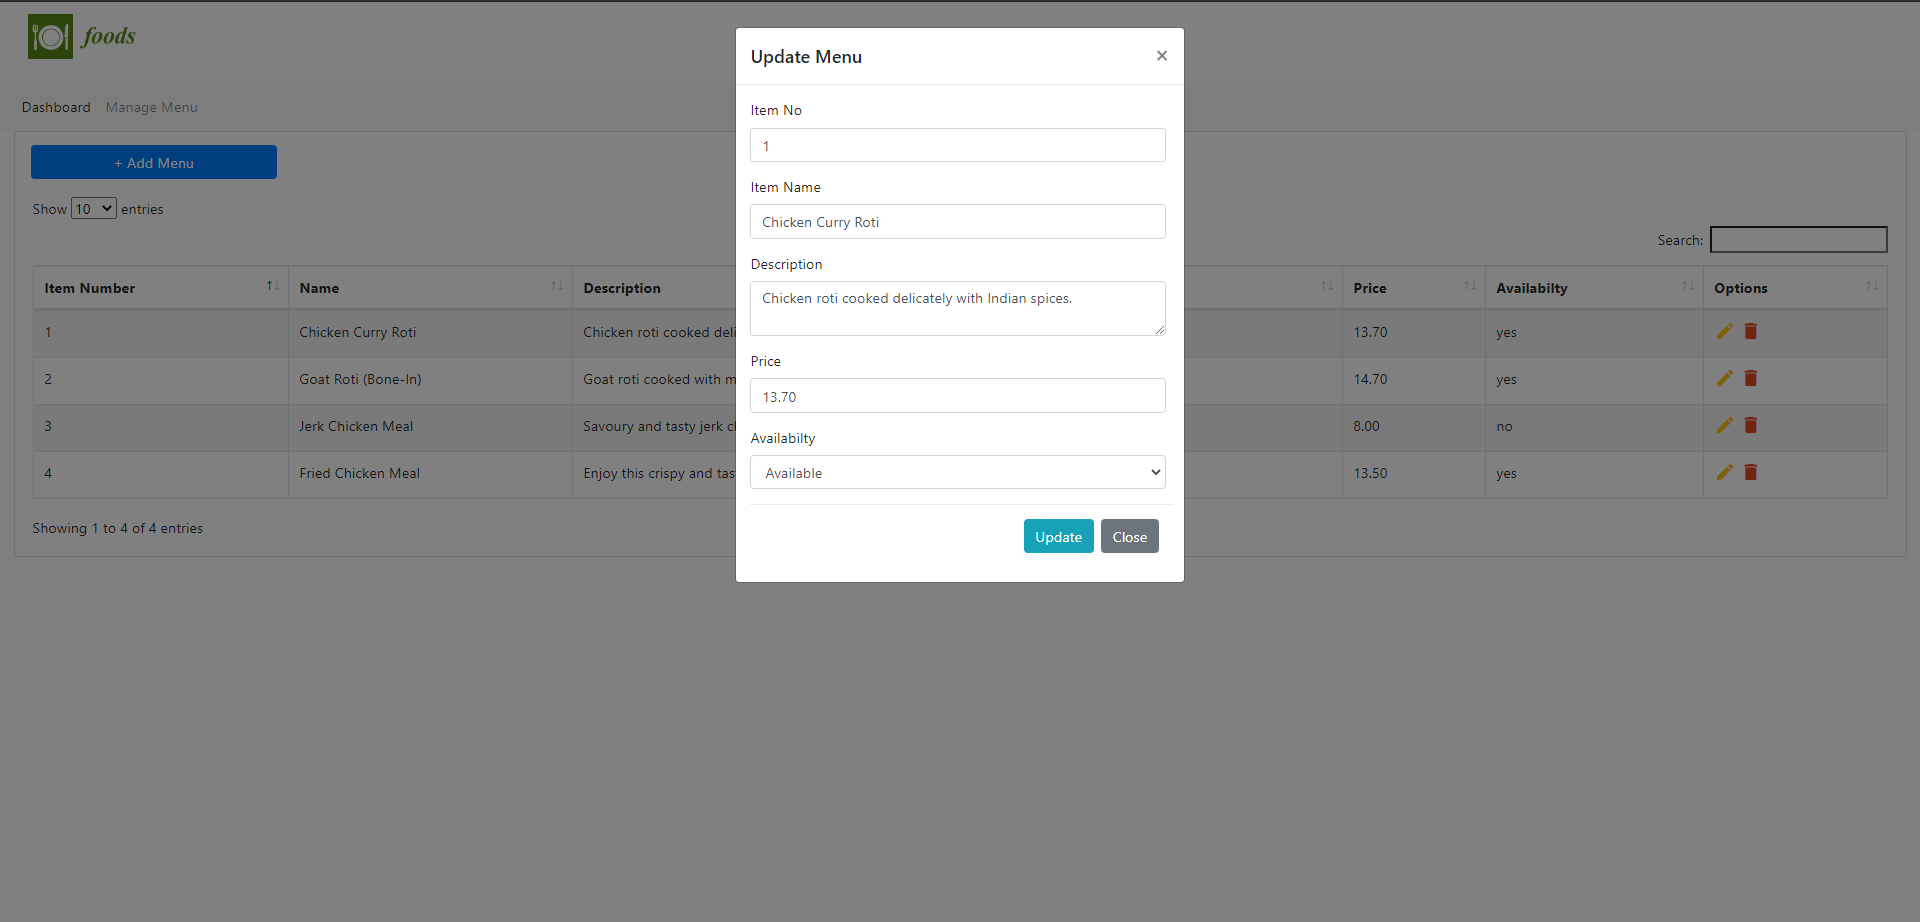 foods
Dashboard Manage Menu
+ Add Menu
Show 10 entries
Search:
Item Number Name Description Price Availabilty Options
1 Chicken Curry Roti Chicken roti cooked deli 13.70 yes
2 Goat Roti (Bone-In) Goat roti cooked with m 14.70 yes
3 Jerk Chicken Meal Savoury and tasty jerk c 8.00 no
4 Fried Chicken Meal Enjoy this crispy and tas 13.50 yes
Showing 1 to 4 of 4 entries
Update Menu ×
Item No
1
Item Name
Chicken Curry Roti
Description
Chicken roti cooked delicately with Indian spices.
Price
13.70
Availabilty
Available
Update Close